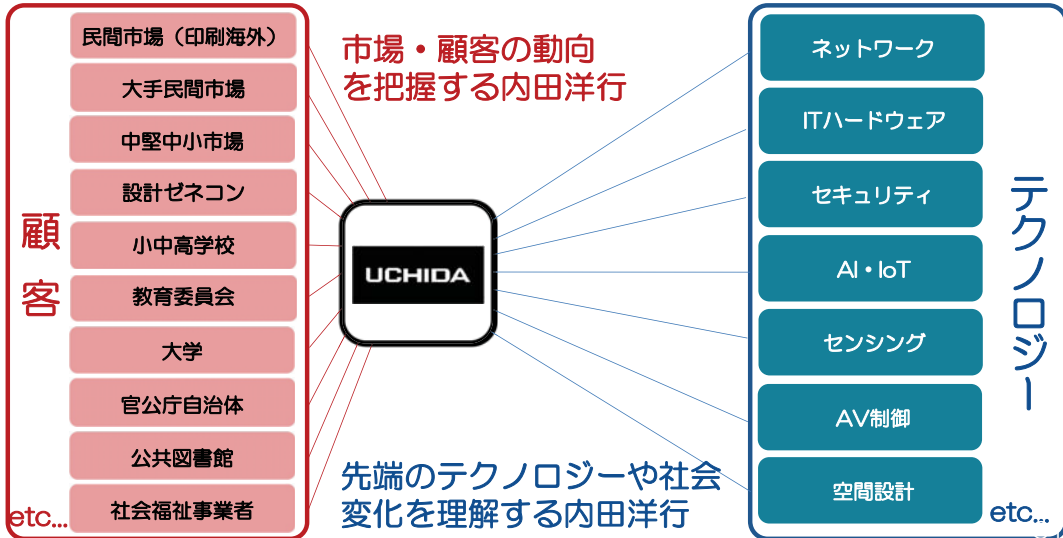 顧客
民間市場（印刷海外）
大手民間市場
中堅中小市場
設計ゼネコン
小中高学校
教育委員会
大学
官公庁自治体
公共図書館
社会福祉事業者
etc...
市場・顧客の動向
を把握する内田洋行
UCHIDA
先端のテクノロジーや社会
変化を理解する内田洋行
ネットワーク
ITハードウェア
セキュリティ
AI・IoT
センシング
AV制御
空間設計
テクノロジー
etc...